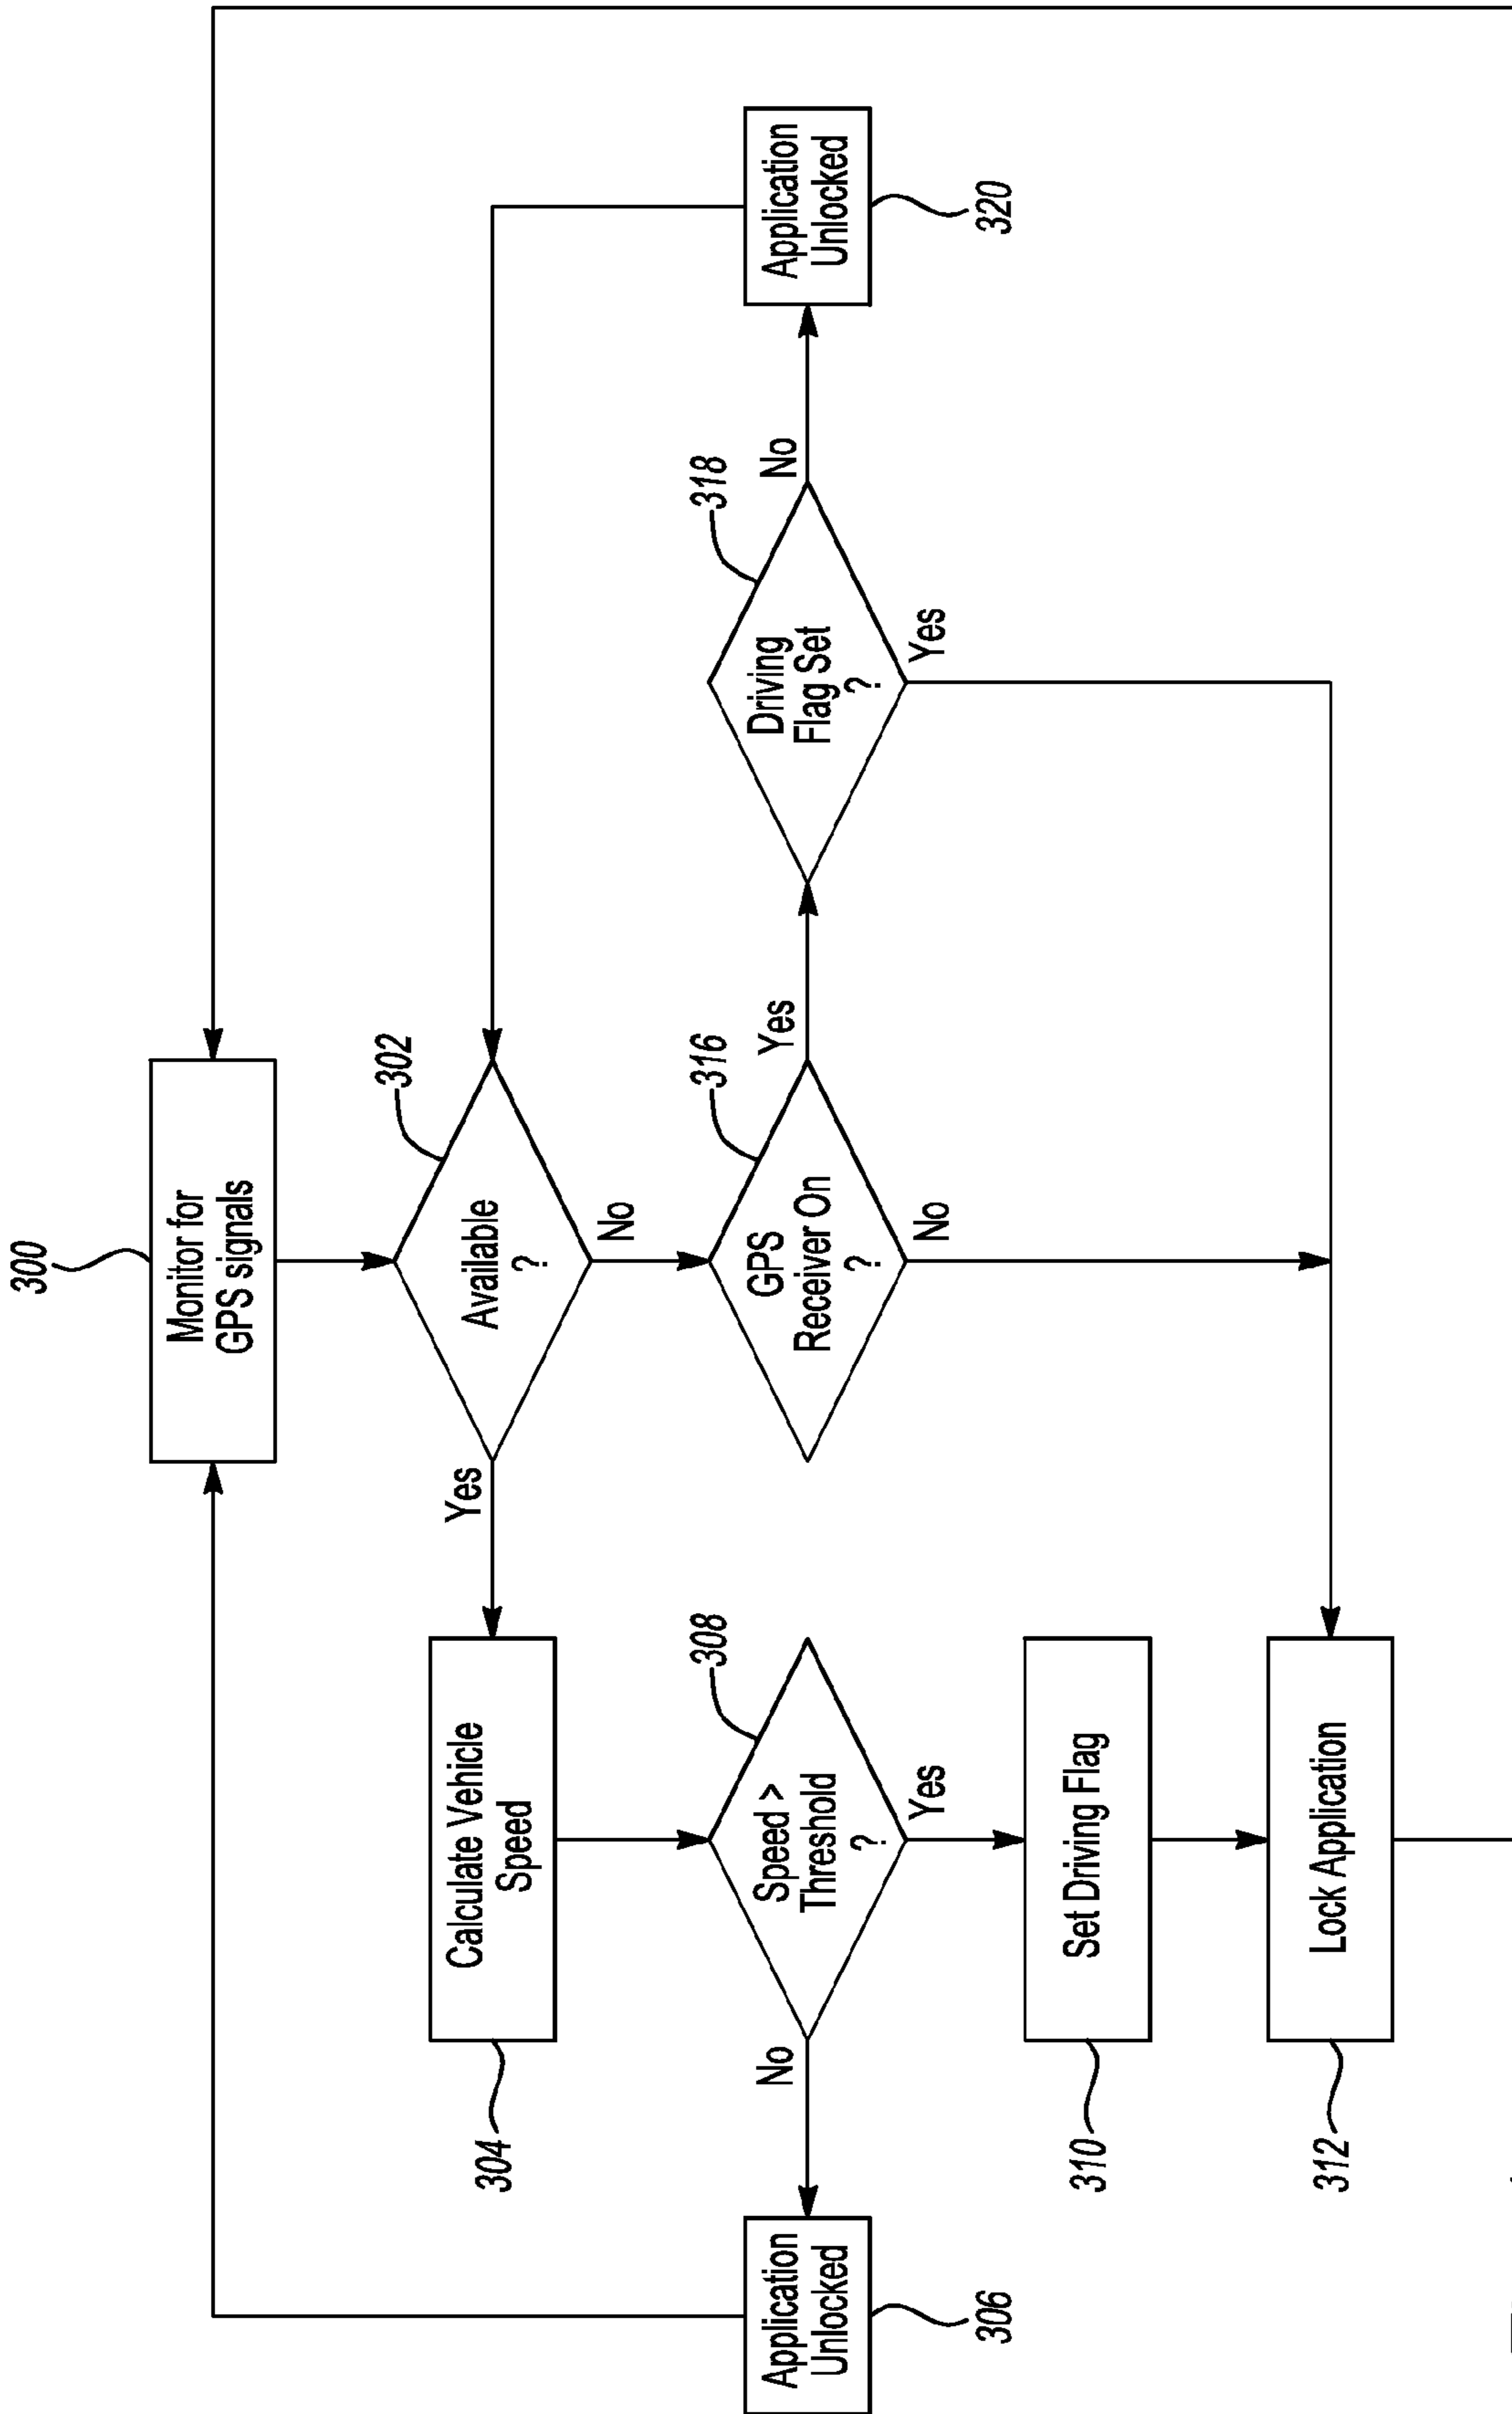 300
Monitor for
GPS signals
302
Available
?
Yes
No
304
Calculate Vehicle
Speed
308
Speed >
Threshold
?
No
Yes
306
Application
Unlocked
310
Set Driving Flag
312
Lock Application
316
GPS
Receiver On
?
Yes
No
318
Driving
Flag Set
?
No
Yes
320
Application
Unlocked